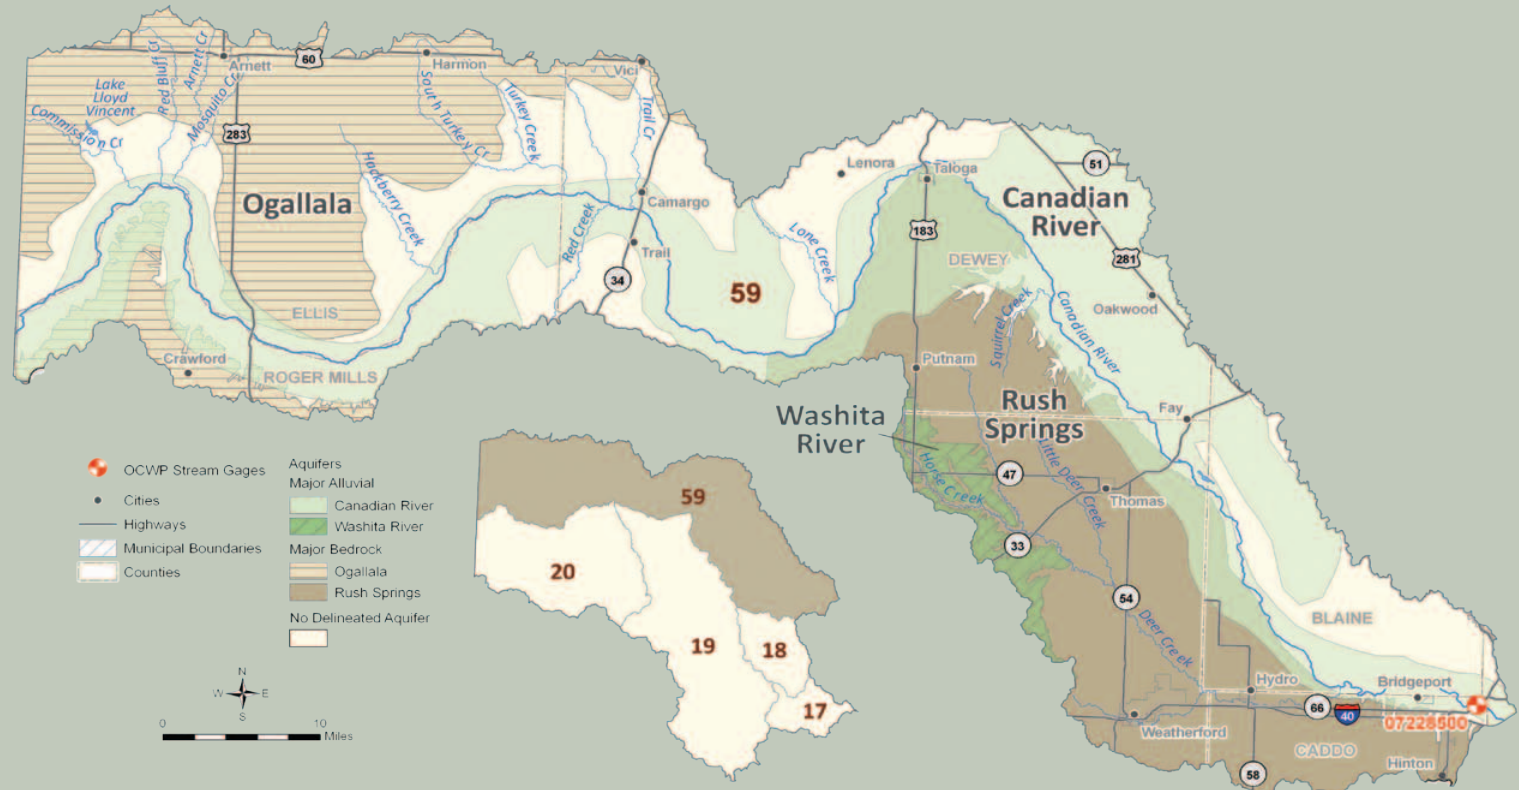 60
Arnett
Harmon
Vici
Red Bluff Cr
Arnett Cr
Mosquito Cr
Lake
Lloyd
Vincent
Commission Cr
283
South Turkey Cr
Turkey Creek
Trail Cr
Hackberry Creek
Ogallala
Red Creek
Camargo
Trail
34
59
Lenora
Lone Creek
Taloga
51
Canadian
River
183
DEWEY
281
Canadian River
Oakwood
Squirrel Creek
ELLIS
Crawford
ROGER MILLS
Putnam
Rush
Springs
Fay
Washita
River
Horse Creek
47
Little Deer Creek
Thomas
33
54
Deer Creek
BLAINE
Hydro
Bridgeport
66
40
07228500
Weatherford
CADDO
Hinton
58
OCWP Stream Gages
Cities
Highways
Municipal Boundaries
Counties
Aquifers
Major Alluvial
Canadian River
Washita River
Major Bedrock
Ogallala
Rush Springs
No Delineated Aquifer
N
W
E
S
0
10
Miles
59
20
19
18
17